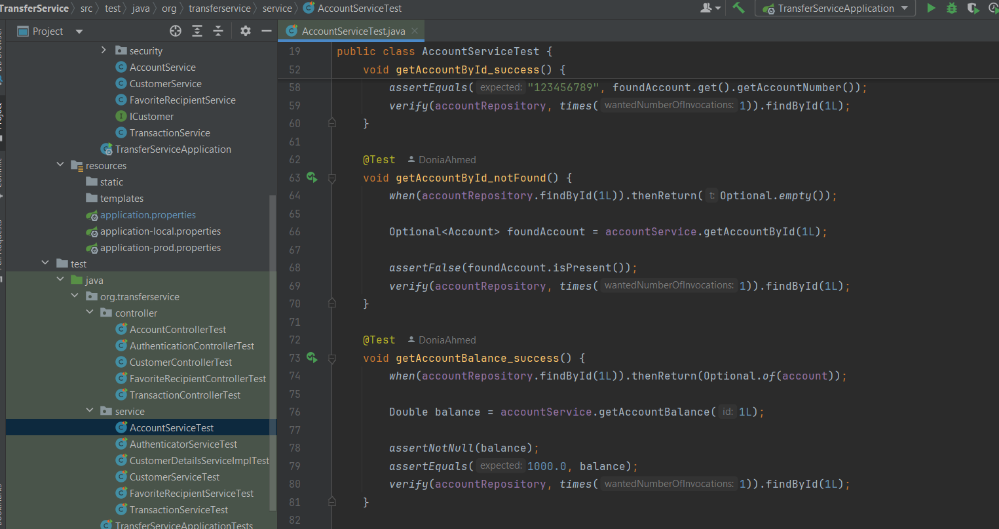 TransferService src test java org transferservice service AccountServiceTest
TransferServiceApplication
Project
AccountServiceTest.java
security
AccountService
CustomerService
FavoriteRecipientService
ICustomer
TransactionService
TransferServiceApplication
resources
static
templates
application.properties
application-local.properties
application-prod.properties
test
java
org.transferservice
controller
AccountControllerTest
AuthenticationControllerTest
CustomerControllerTest
FavoriteRecipientControllerTest
TransactionControllerTest
service
AccountServiceTest
AuthenticatorServiceTest
CustomerDetailsServiceImplTest
CustomerServiceTest
FavoriteRecipientServiceTest
TransactionServiceTest
TransferServiceApplicationTests
19 public class AccountServiceTest {
52 void getAccountById_success() {
58 assertEquals( expected: "123456789", foundAccount.get().getAccountNumber());
59 verify(accountRepository, times( wantedNumberOfInvocations: 1)).findById(1L);
60 }
61
62 @Test DoniaAhmed
63 void getAccountById_notFound() {
64 when(accountRepository.findById(1L)).thenReturn( t: Optional.empty());
65
66 Optional<Account> foundAccount = accountService.getAccountById(1L);
67
68 assertFalse(foundAccount.isPresent());
69 verify(accountRepository, times( wantedNumberOfInvocations: 1)).findById(1L);
70 }
71
72 @Test DoniaAhmed
73 void getAccountBalance_success() {
74 when(accountRepository.findById(1L)).thenReturn(Optional.of(account));
75
76 Double balance = accountService.getAccountBalance( id: 1L);
77
78 assertNotNull(balance);
79 assertEquals( expected: 1000.0, balance);
80 verify(accountRepository, times( wantedNumberOfInvocations: 1)).findById(1L);
81 }
82